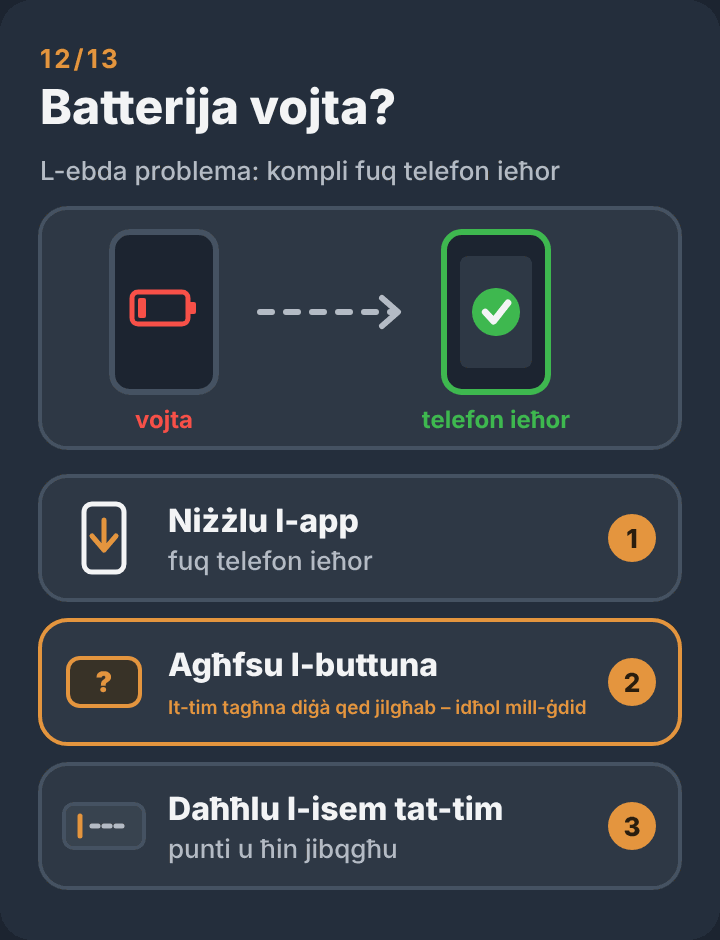 12/13
Batterija vojta?
L-ebda problema: kompli fuq telefon ieħor
vojta
telefon ieħor
Niżżlu l-app
fuq telefon ieħor
1
?
Agħfsu l-buttuna
It-tim tagħna diġà qed jilgħab – idħol mill-ġdid
2
Daħħlu l-isem tat-tim
punti u ħin jibqgħu
3